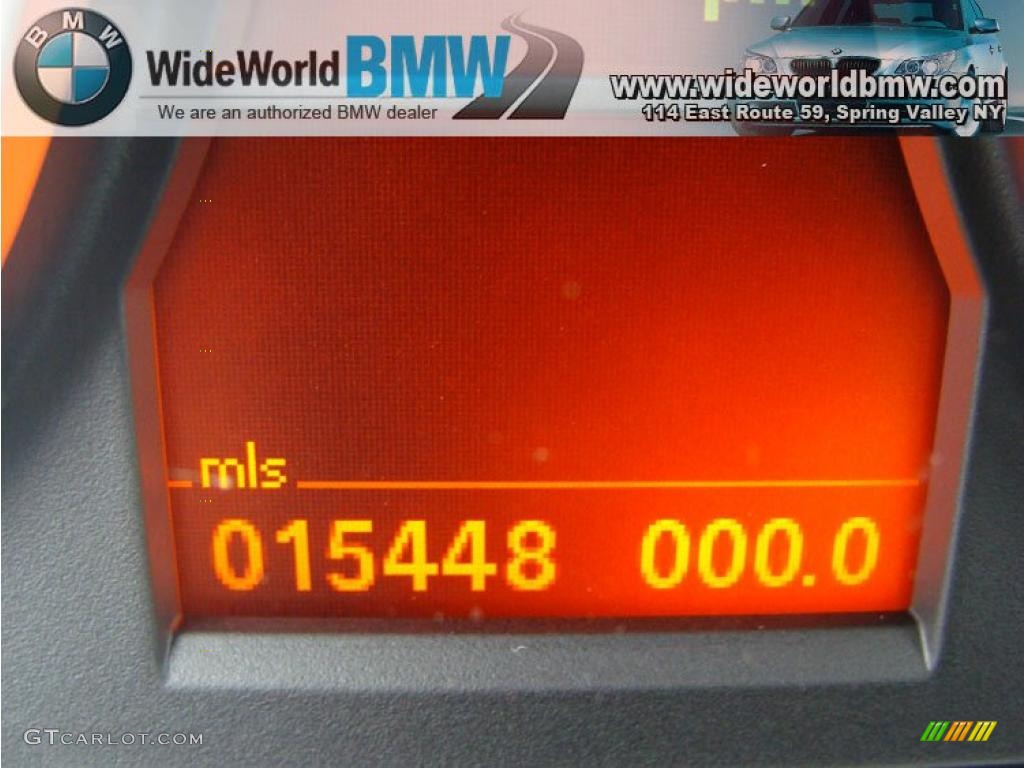 BMW
WideWorld BMW
We are an authorized BMW dealer
www.wideworldbmw.com
114 East Route 59, Spring Valley NY
mls
015448 000.0
GTCARLOT.COM